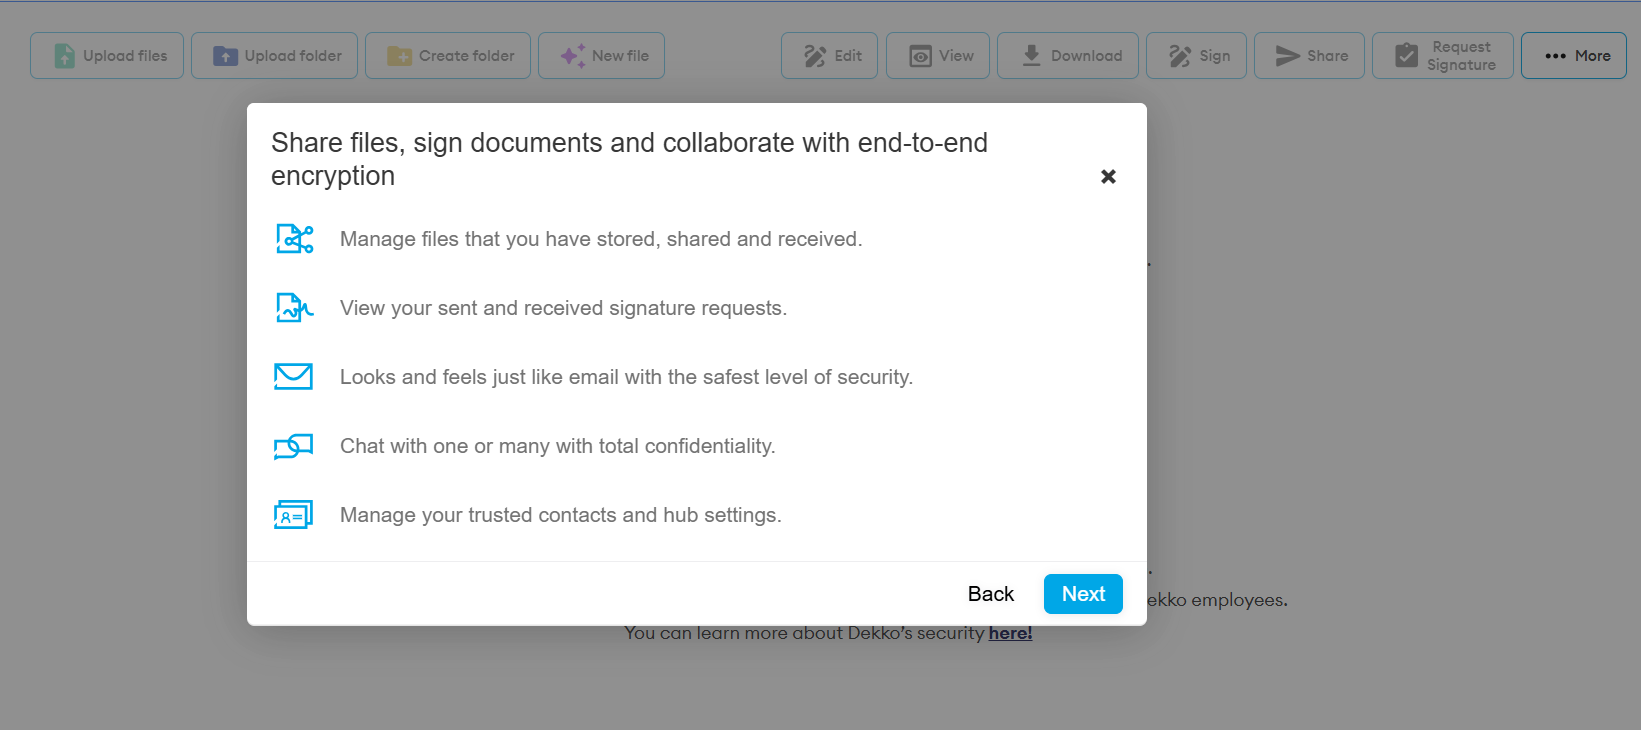 Upload files
Upload folder
Create folder
New file
Edit
View
Download
Sign
Share
Request
Signature
More
Share files, sign documents and collaborate with end-to-end
encryption
Manage files that you have stored, shared and received.
View your sent and received signature requests.
Looks and feels just like email with the safest level of security.
Chat with one or many with total confidentiality.
Manage your trusted contacts and hub settings.
Back
Next
employees.
You can learn more about Dekko's security here!